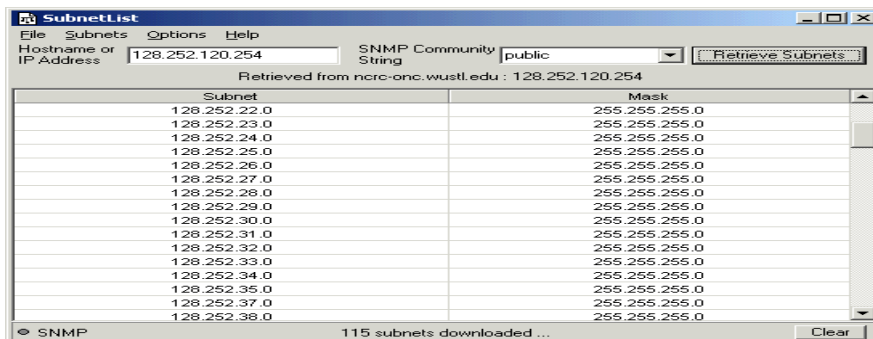 SubnetList
File Subnets Options Help
Hostname or IP Address 128.252.120.254 SNMP Community String public Retrieve Subnets
Retrieved from ncrc-onc.wustl.edu : 128.252.120.254
Subnet Mask
128.252.22.0 255.255.255.0
128.252.23.0 255.255.255.0
128.252.24.0 255.255.255.0
128.252.25.0 255.255.255.0
128.252.26.0 255.255.255.0
128.252.27.0 255.255.255.0
128.252.28.0 255.255.255.0
128.252.29.0 255.255.255.0
128.252.30.0 255.255.255.0
128.252.31.0 255.255.255.0
128.252.32.0 255.255.255.0
128.252.33.0 255.255.255.0
128.252.34.0 255.255.255.0
128.252.35.0 255.255.255.0
128.252.37.0 255.255.255.0
128.252.38.0 255.255.255.0
SNMP 115 subnets downloaded ... Clear